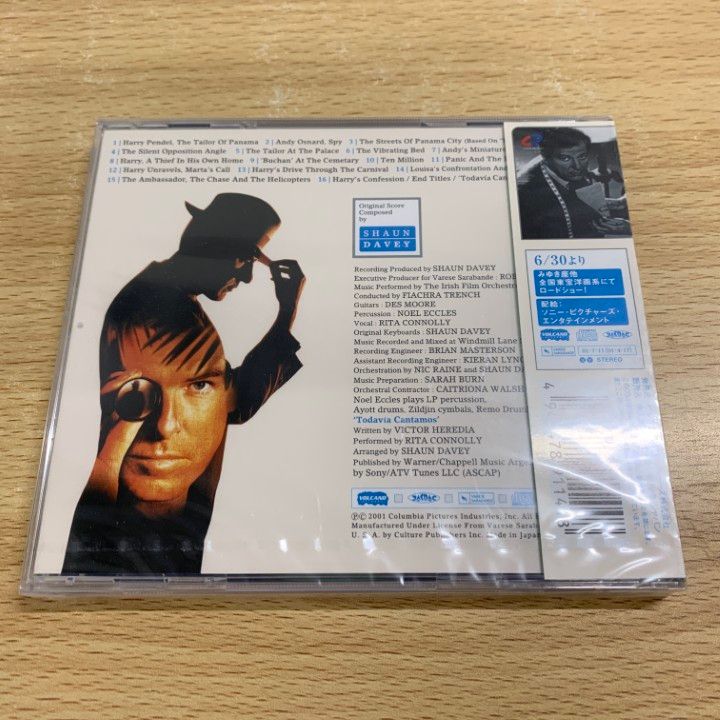 1 | Harry Pendel, The Tailor Of Panama 2 | Andy Osnard, Spy 3 | The Streets Of Panama City (Based On
4 | The Silent Opposition Angle 5 | The Tailor At The Palace 6 | The Vibrating Bed 7 | Andy's Miniature
8 | Harry, A Thief In His Own Home 9 | 'Buchan' At The Cemetary 10 | Ten Million 11 | Panic And The
12 | Harry Unravels, Marta's Call 13 | Harry's Drive Through The Carnival 14 | Louisa's Confrontation And
15 | The Ambassador, The Chase And The Helicopters 16 | Harry's Confession / End Titles / 'Todavia
Original Score
Composed
by
SHAUN
DAVEY
Recording Produced by SHAUN DAVEY
Executive Producer for Varese Sarabande :
Music Performed by The Irish Film
Conducted by FIACHRA TRENCH
Guitars : DES MOORE
Percussion : NOEL ECCLES
Vocal : RITA CONNOLLY
Original Keyboards : SHAUN DAVEY
Music Recorded and Mixed at Windmill Lane
Recording Engineer : BRIAN MASTERSON
Assistant Recording Engineer : KIERAN
Orchestration by NIC RAINE and SHAUN
Music Preparation : SARAH BURN
Orchestral Contractor : CAITRIONA WALSH
Noel Eccles plays LP percussion,
Ayott drums, Zildjin cymbals, Remo
'Todavia Cantamos'
Written by VICTOR HEREDIA
Performed by RITA CONNOLLY
Arranged by SHAUN DAVEY
Published by Warner/Chappell Music
by Sony/ATV Tunes LLC (ASCAP)
VOLCANO
℗© 2001 Columbia Pictures Industries, Inc. All
Manufactured Under License From Varese
U. S. A. by Culture Publishers Inc. Made in Japan
6/30より
みゆき座他
全国東宝洋画系にて
ロードショー!
配給:
ソニー・ピクチャーズ・
エンタテインメント
VOLCANO
STEREO